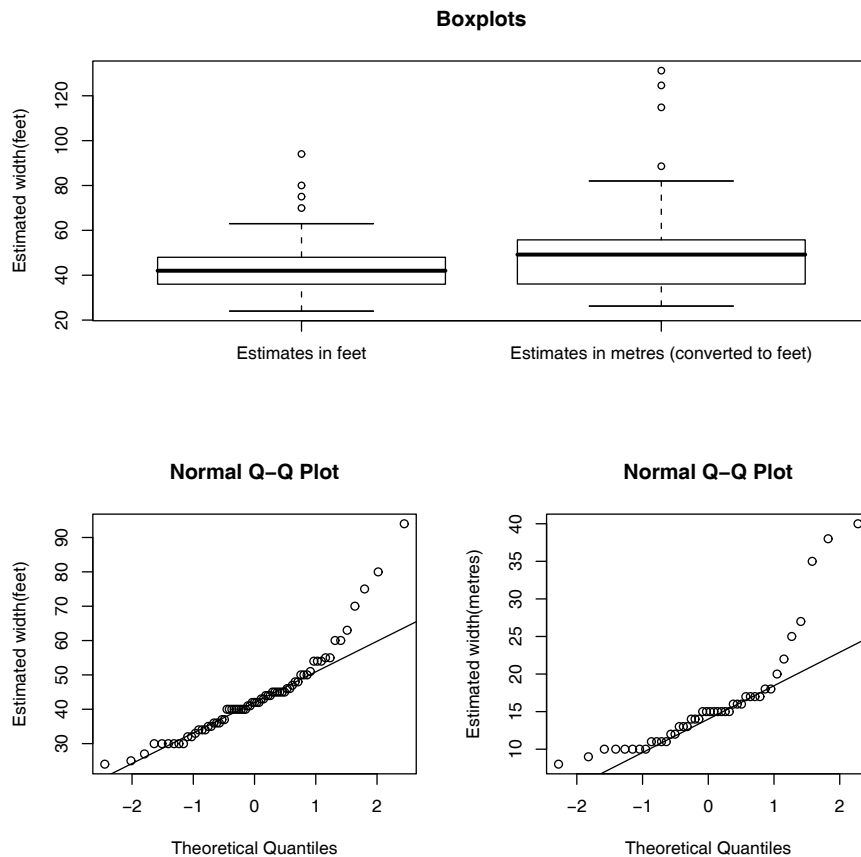 Boxplots
Estimated width(feet)
120
100
80
60
40
20
Estimates in feet
Estimates in metres (converted to feet)
Normal Q−Q Plot
Estimated width(feet)
90
80
70
60
50
40
30
−2 −1 0 1 2
Theoretical Quantiles
Normal Q−Q Plot
Estimated width(metres)
40
35
30
25
20
15
10
−2 −1 0 1 2
Theoretical Quantiles